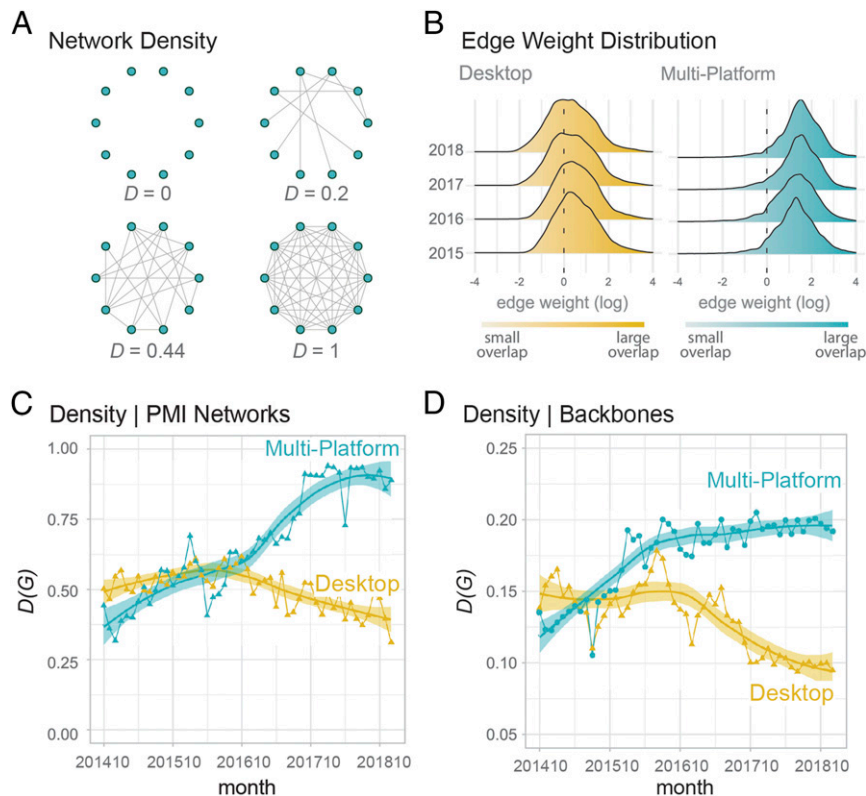 A
Network Density
D = 0
D = 0.2
D = 0.44
D = 1
B
Edge Weight Distribution
Desktop
Multi-Platform
2018
2017
2016
2015
-4 -2 0 2 4
-4 -2 0 2 4
edge weight (log)
edge weight (log)
small overlap
large overlap
small overlap
large overlap
C
Density | PMI Networks
1.00
0.75
0.50
0.25
0.00
D(G)
Multi-Platform
Desktop
201410 201510 201610 201710 201810
month
D
Density | Backbones
0.25
0.20
0.15
0.10
0.05
D(G)
Multi-Platform
Desktop
201410 201510 201610 201710 201810
month